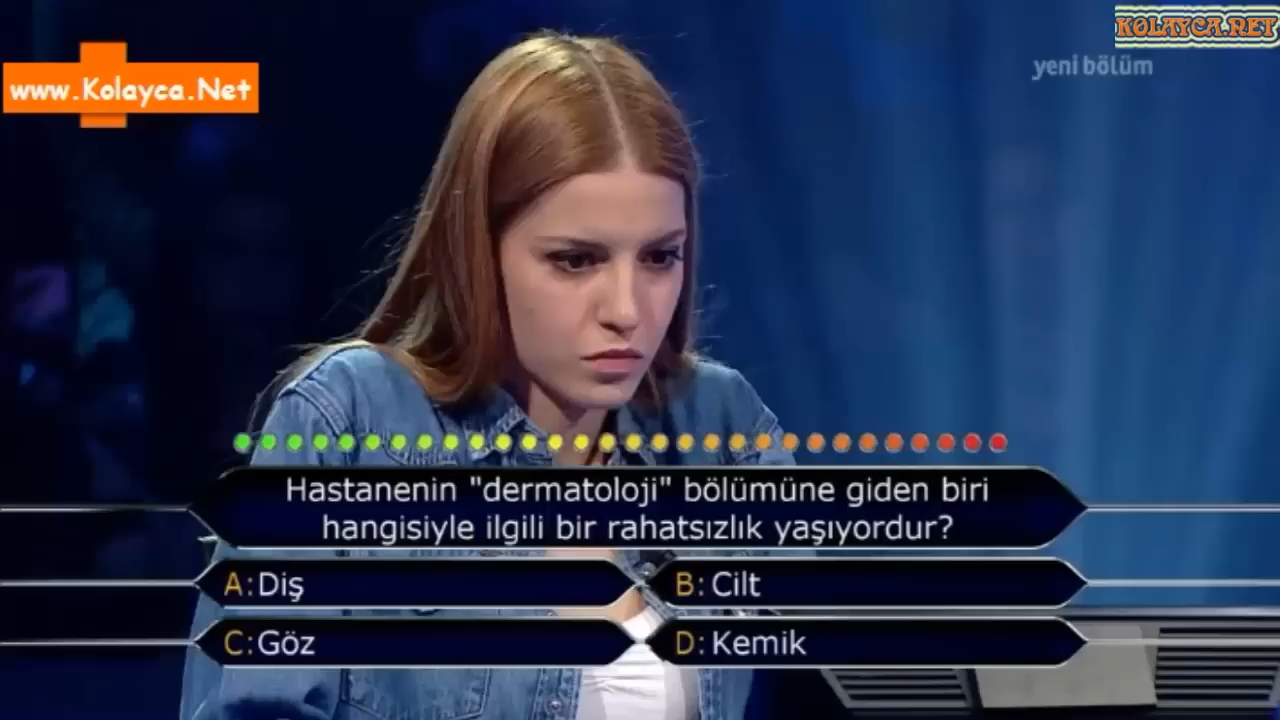 KOLAYCA.NET
www.Kolayca.Net
yeni bölüm
Hastanenin "dermatoloji" bölümüne giden biri
hangisiyle ilgili bir rahatsızlık yaşıyordur?
A: Diş
B: Cilt
C: Göz
D: Kemik